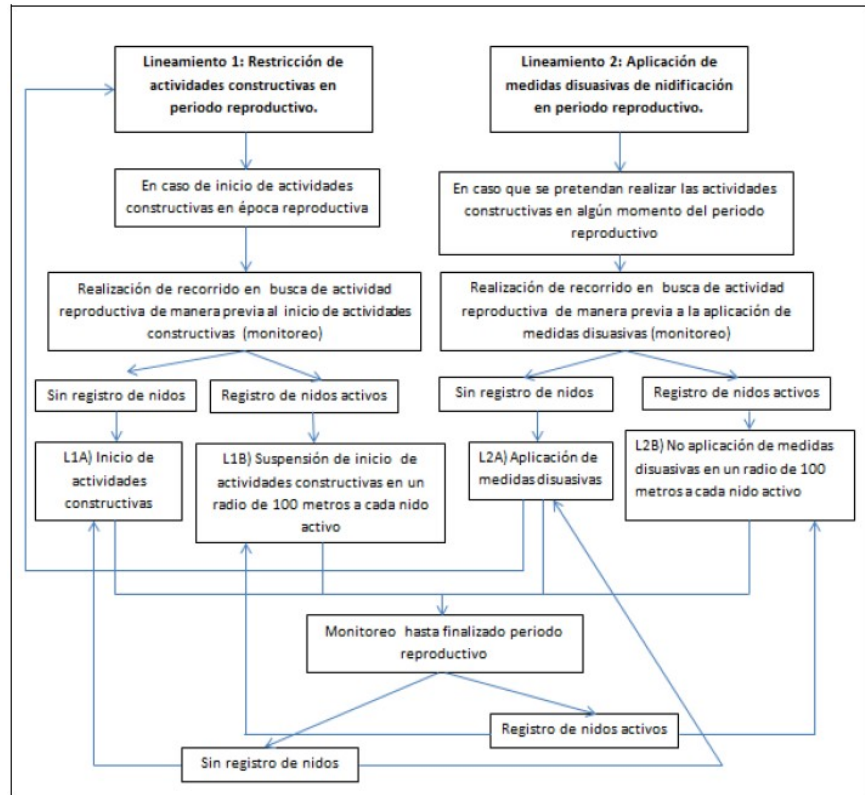 Lineamiento 1: Restricción de
actividades constructivas en
periodo reproductivo.
Lineamiento 2: Aplicación de
medidas disuasivas de nidificación
en periodo reproductivo.
En caso de inicio de actividades
constructivas en época reproductiva
En caso que se pretendan realizar las actividades
constructivas en algún momento del periodo
reproductivo
Realización de recorrido en busca de actividad
reproductiva de manera previa al inicio de actividades
constructivas (monitoreo)
Realización de recorrido en busca de actividad
reproductiva de manera previa a la aplicación de
medidas disuasivas (monitoreo)
Sin registro de nidos
Registro de nidos activos
Sin registro de nidos
Registro de nidos activos
L1A) Inicio de
actividades
constructivas
L1B) Suspensión de inicio de
actividades constructivas en un
radio de 100 metros a cada nido
activo
L2A) Aplicación de
medidas disuasivas
L2B) No aplicación de medidas
disuasivas en un radio de 100
metros a cada nido activo
Monitoreo hasta finalizado periodo
reproductivo
Registro de nidos activos
Sin registro de nidos